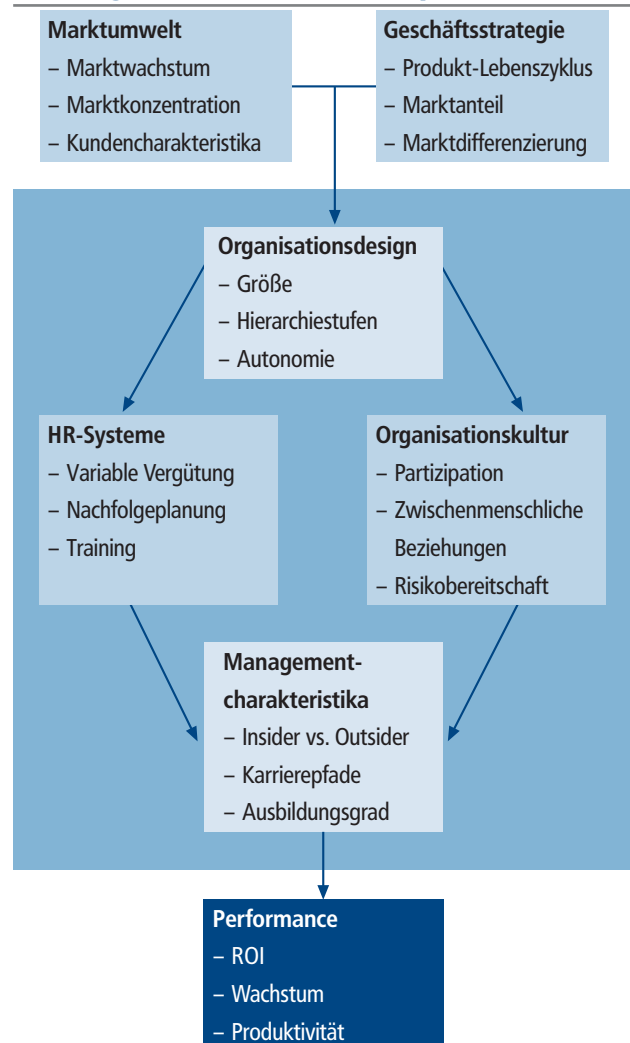 Marktumwelt
– Marktwachstum
– Marktkonzentration
– Kundencharakteristika
Geschäftsstrategie
– Produkt-Lebenszyklus
– Marktanteil
– Marktdifferenzierung
Organisationsdesign
– Größe
– Hierarchiestufen
– Autonomie
HR-Systeme
– Variable Vergütung
– Nachfolgeplanung
– Training
Organisationskultur
– Partizipation
– Zwischenmenschliche
Beziehungen
– Risikobereitschaft
Management-
charakteristika
– Insider vs. Outsider
– Karrierepfade
– Ausbildungsgrad
Performance
– ROI
– Wachstum
– Produktivität